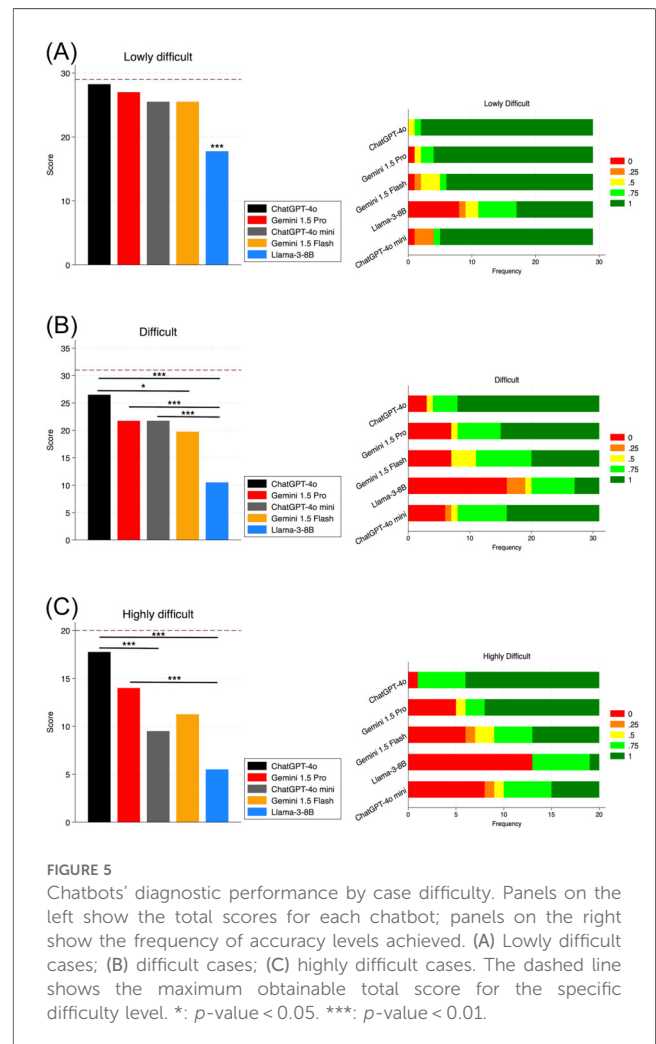 (A)
Lowly difficult
30
20
10
0
Score
***
ChatGPT-4o
Gemini 1.5 Pro
ChatGPT-4o mini
Gemini 1.5 Flash
Llama-3-8B
Lowly Difficult
ChatGPT-4o
Gemini 1.5 Pro
Gemini 1.5 Flash
Llama-3-8B
ChatGPT-4o mini
0 10 20 30
Frequency
0
.25
.5
.75
1
(B)
Difficult
35
30
25
20
15
10
5
0
Score
***
*
***
***
ChatGPT-4o
Gemini 1.5 Pro
ChatGPT-4o mini
Gemini 1.5 Flash
Llama-3-8B
Difficult
ChatGPT-4o
Gemini 1.5 Pro
Gemini 1.5 Flash
Llama-3-8B
ChatGPT-4o mini
0 10 20 30
Frequency
0
.25
.5
.75
1
(C)
Highly difficult
20
15
10
5
0
Score
***
***
***
ChatGPT-4o
Gemini 1.5 Pro
ChatGPT-4o mini
Gemini 1.5 Flash
Llama-3-8B
Highly Difficult
ChatGPT-4o
Gemini 1.5 Pro
Gemini 1.5 Flash
Llama-3-8B
ChatGPT-4o mini
0 5 10 15 20
Frequency
0
.25
.5
.75
1
FIGURE 5
Chatbots' diagnostic performance by case difficulty. Panels on the
left show the total scores for each chatbot; panels on the right
show the frequency of accuracy levels achieved. (A) Lowly difficult
cases; (B) difficult cases; (C) highly difficult cases. The dashed line
shows the maximum obtainable total score for the specific
difficulty level. *: p-value < 0.05. ***: p-value < 0.01.